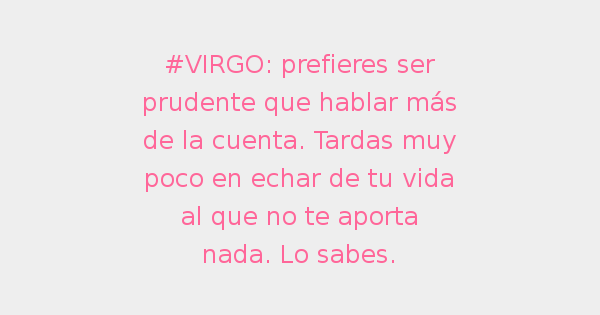 #VIRGO: prefieres ser
prudente que hablar más
de la cuenta. Tardas muy
poco en echar de tu vida
al que no te aporta
nada. Lo sabes.